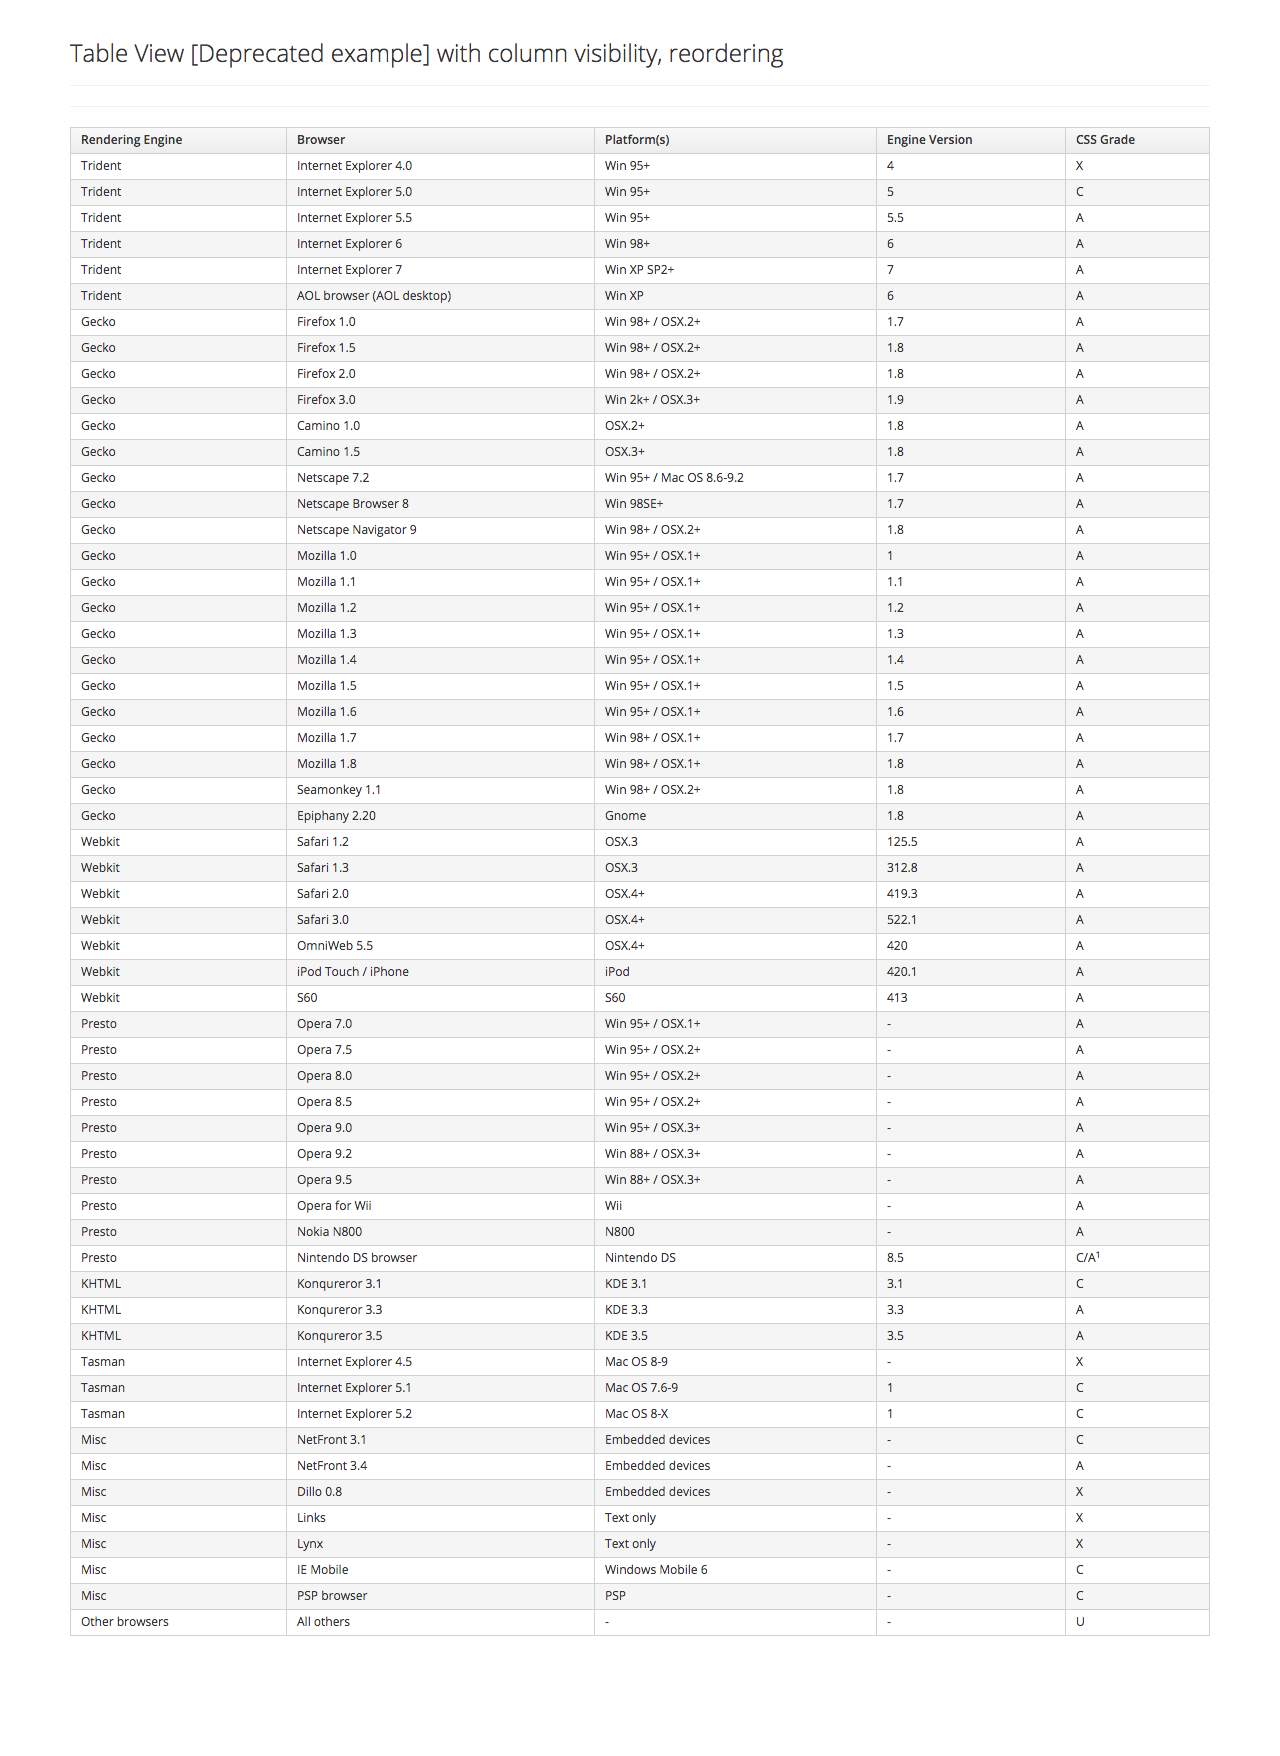 Table View [Deprecated example] with column visibility, reordering
Rendering Engine Browser Platform(s) Engine Version CSS Grade
Trident Internet Explorer 4.0 Win 95+ 4 X
Trident Internet Explorer 5.0 Win 95+ 5 C
Trident Internet Explorer 5.5 Win 95+ 5.5 A
Trident Internet Explorer 6 Win 98+ 6 A
Trident Internet Explorer 7 Win XP SP2+ 7 A
Trident AOL browser (AOL desktop) Win XP 6 A
Gecko Firefox 1.0 Win 98+ / OSX.2+ 1.7 A
Gecko Firefox 1.5 Win 98+ / OSX.2+ 1.8 A
Gecko Firefox 2.0 Win 98+ / OSX.2+ 1.8 A
Gecko Firefox 3.0 Win 2k+ / OSX.3+ 1.9 A
Gecko Camino 1.0 OSX.2+ 1.8 A
Gecko Camino 1.5 OSX.3+ 1.8 A
Gecko Netscape 7.2 Win 95+ / Mac OS 8.6-9.2 1.7 A
Gecko Netscape Browser 8 Win 98SE+ 1.7 A
Gecko Netscape Navigator 9 Win 98+ / OSX.2+ 1.8 A
Gecko Mozilla 1.0 Win 95+ / OSX.1+ 1 A
Gecko Mozilla 1.1 Win 95+ / OSX.1+ 1.1 A
Gecko Mozilla 1.2 Win 95+ / OSX.1+ 1.2 A
Gecko Mozilla 1.3 Win 95+ / OSX.1+ 1.3 A
Gecko Mozilla 1.4 Win 95+ / OSX.1+ 1.4 A
Gecko Mozilla 1.5 Win 95+ / OSX.1+ 1.5 A
Gecko Mozilla 1.6 Win 95+ / OSX.1+ 1.6 A
Gecko Mozilla 1.7 Win 98+ / OSX.1+ 1.7 A
Gecko Mozilla 1.8 Win 98+ / OSX.1+ 1.8 A
Gecko Seamonkey 1.1 Win 98+ / OSX.2+ 1.8 A
Gecko Epiphany 2.20 Gnome 1.8 A
Webkit Safari 1.2 OSX.3 125.5 A
Webkit Safari 1.3 OSX.3 312.8 A
Webkit Safari 2.0 OSX.4+ 419.3 A
Webkit Safari 3.0 OSX.4+ 522.1 A
Webkit OmniWeb 5.5 OSX.4+ 420 A
Webkit iPod Touch / iPhone iPod 420.1 A
Webkit S60 S60 413 A
Presto Opera 7.0 Win 95+ / OSX.1+ - A
Presto Opera 7.5 Win 95+ / OSX.2+ - A
Presto Opera 8.0 Win 95+ / OSX.2+ - A
Presto Opera 8.5 Win 95+ / OSX.2+ - A
Presto Opera 9.0 Win 95+ / OSX.3+ - A
Presto Opera 9.2 Win 88+ / OSX.3+ - A
Presto Opera 9.5 Win 88+ / OSX.3+ - A
Presto Opera for Wii Wii - A
Presto Nokia N800 N800 - A
Presto Nintendo DS browser Nintendo DS 8.5 C/A¹
KHTML Konqureror 3.1 KDE 3.1 3.1 C
KHTML Konqureror 3.3 KDE 3.3 3.3 A
KHTML Konqureror 3.5 KDE 3.5 3.5 A
Tasman Internet Explorer 4.5 Mac OS 8-9 - X
Tasman Internet Explorer 5.1 Mac OS 7.6-9 1 C
Tasman Internet Explorer 5.2 Mac OS 8-X 1 C
Misc NetFront 3.1 Embedded devices - C
Misc NetFront 3.4 Embedded devices - A
Misc Dillo 0.8 Embedded devices - X
Misc Links Text only - X
Misc Lynx Text only - X
Misc IE Mobile Windows Mobile 6 - C
Misc PSP browser PSP - C
Other browsers All others - - U